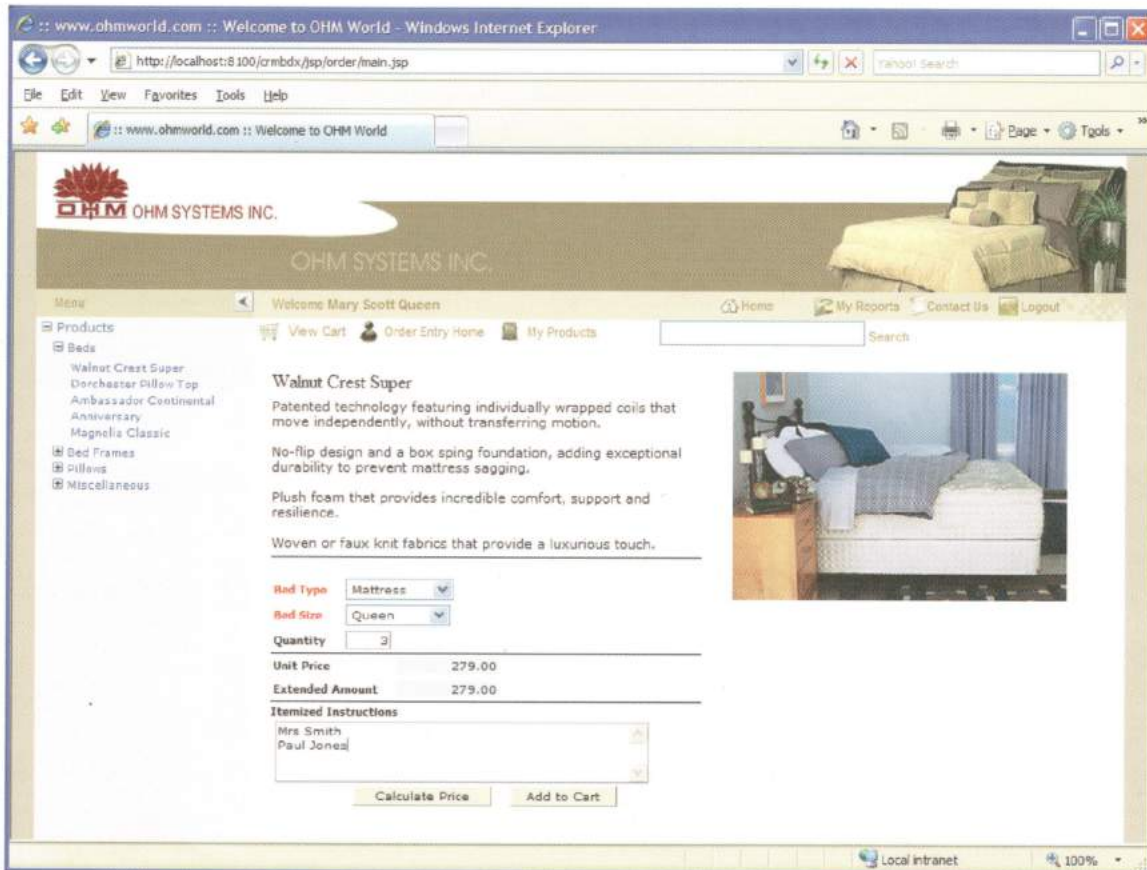 :: www.ohmworld.com :: Welcome to OHM World - Windows Internet Explorer
http://localhost:8100/crmbdx/jsp/order/main.jsp
Yahoo! Search
File Edit View Favorites Tools Help
:: www.ohmworld.com :: Welcome to OHM World
Page Tools
OHM OHM SYSTEMS INC.
OHM SYSTEMS INC.
Menu
Welcome Mary Scott Queen
Home My Reports Contact Us Logout
View Cart Order Entry Home My Products
Search
Products
Beds
Walnut Crest Super
Dorchester Pillow Top
Ambassador Continental
Anniversary
Magnolia Classic
Bed Frames
Pillows
Miscellaneous
Walnut Crest Super
Patented technology featuring individually wrapped coils that
move independently, without transferring motion.
No-flip design and a box sping foundation, adding exceptional
durability to prevent mattress sagging.
Plush foam that provides incredible comfort, support and
resilience.
Woven or faux knit fabrics that provide a luxurious touch.
Bed Type Mattress
Bed Size Queen
Quantity 3
Unit Price 279.00
Extended Amount 279.00
Itemized Instructions
Mrs Smith
Paul Jones
Calculate Price Add to Cart
Local intranet 100%